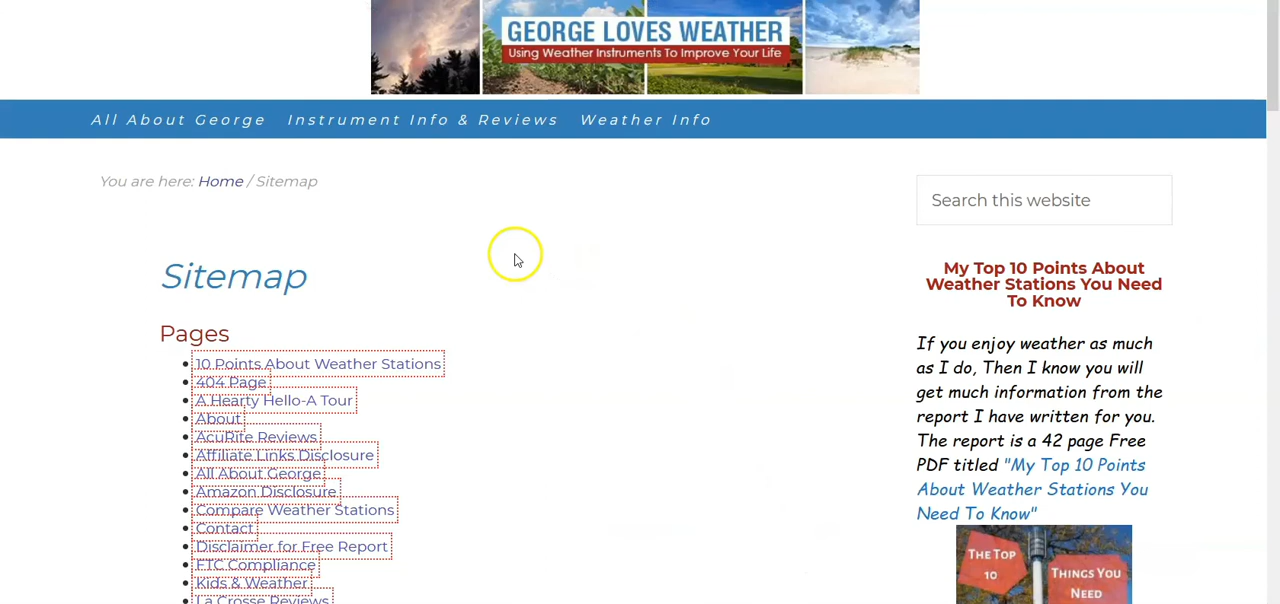 GEORGE LOVES WEATHER
Using Weather Instruments To Improve Your Life
All About George Instrument Info & Reviews Weather Info
You are here: Home / Sitemap
Search this website
Sitemap
Pages
10 Points About Weather Stations
404 Page
A Hearty Hello-A Tour
About
AcuRite Reviews
Affiliate Links Disclosure
All About George
Amazon Disclosure
Compare Weather Stations
Contact
Disclaimer for Free Report
FTC Compliance
Kids & Weather
La Crosse Reviews
My Top 10 Points About
Weather Stations You Need
To Know
If you enjoy weather as much
as I do, Then I know you will
get much information from the
report I have written for you.
The report is a 42 page Free
PDF titled "My Top 10 Points
About Weather Stations You
Need To Know"
THE TOP
10
THINGS YOU
NEED